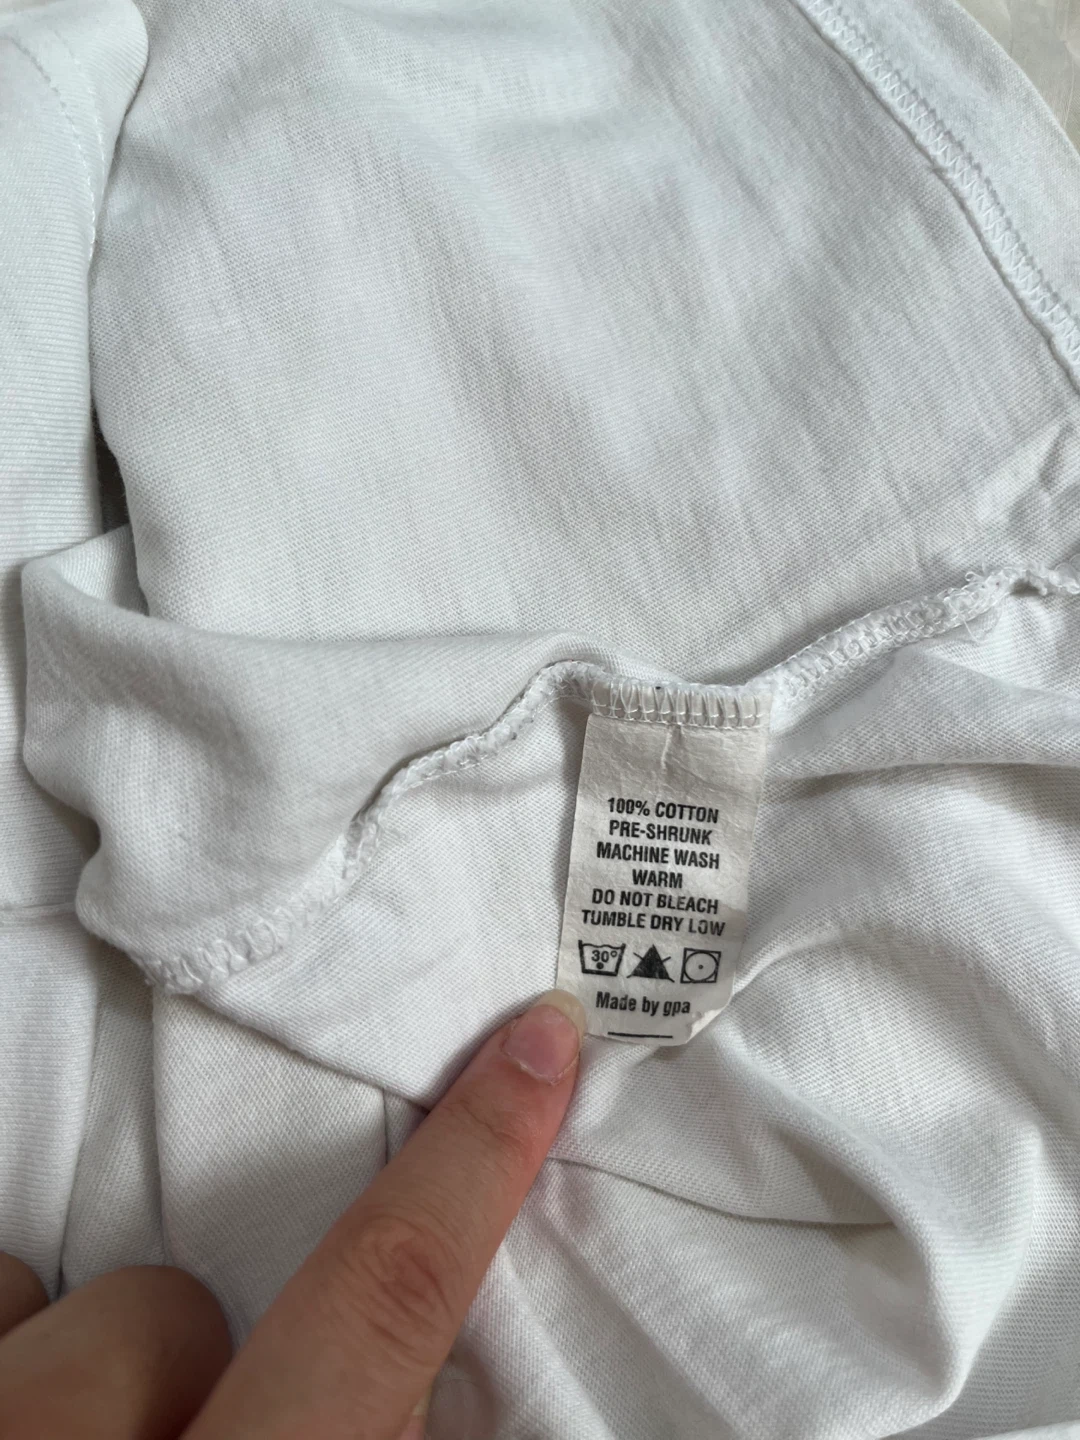 100% COTTON
PRE-SHRUNK
MACHINE WASH
WARM
DO NOT BLEACH
TUMBLE DRY LOW
30°
Made by gpa